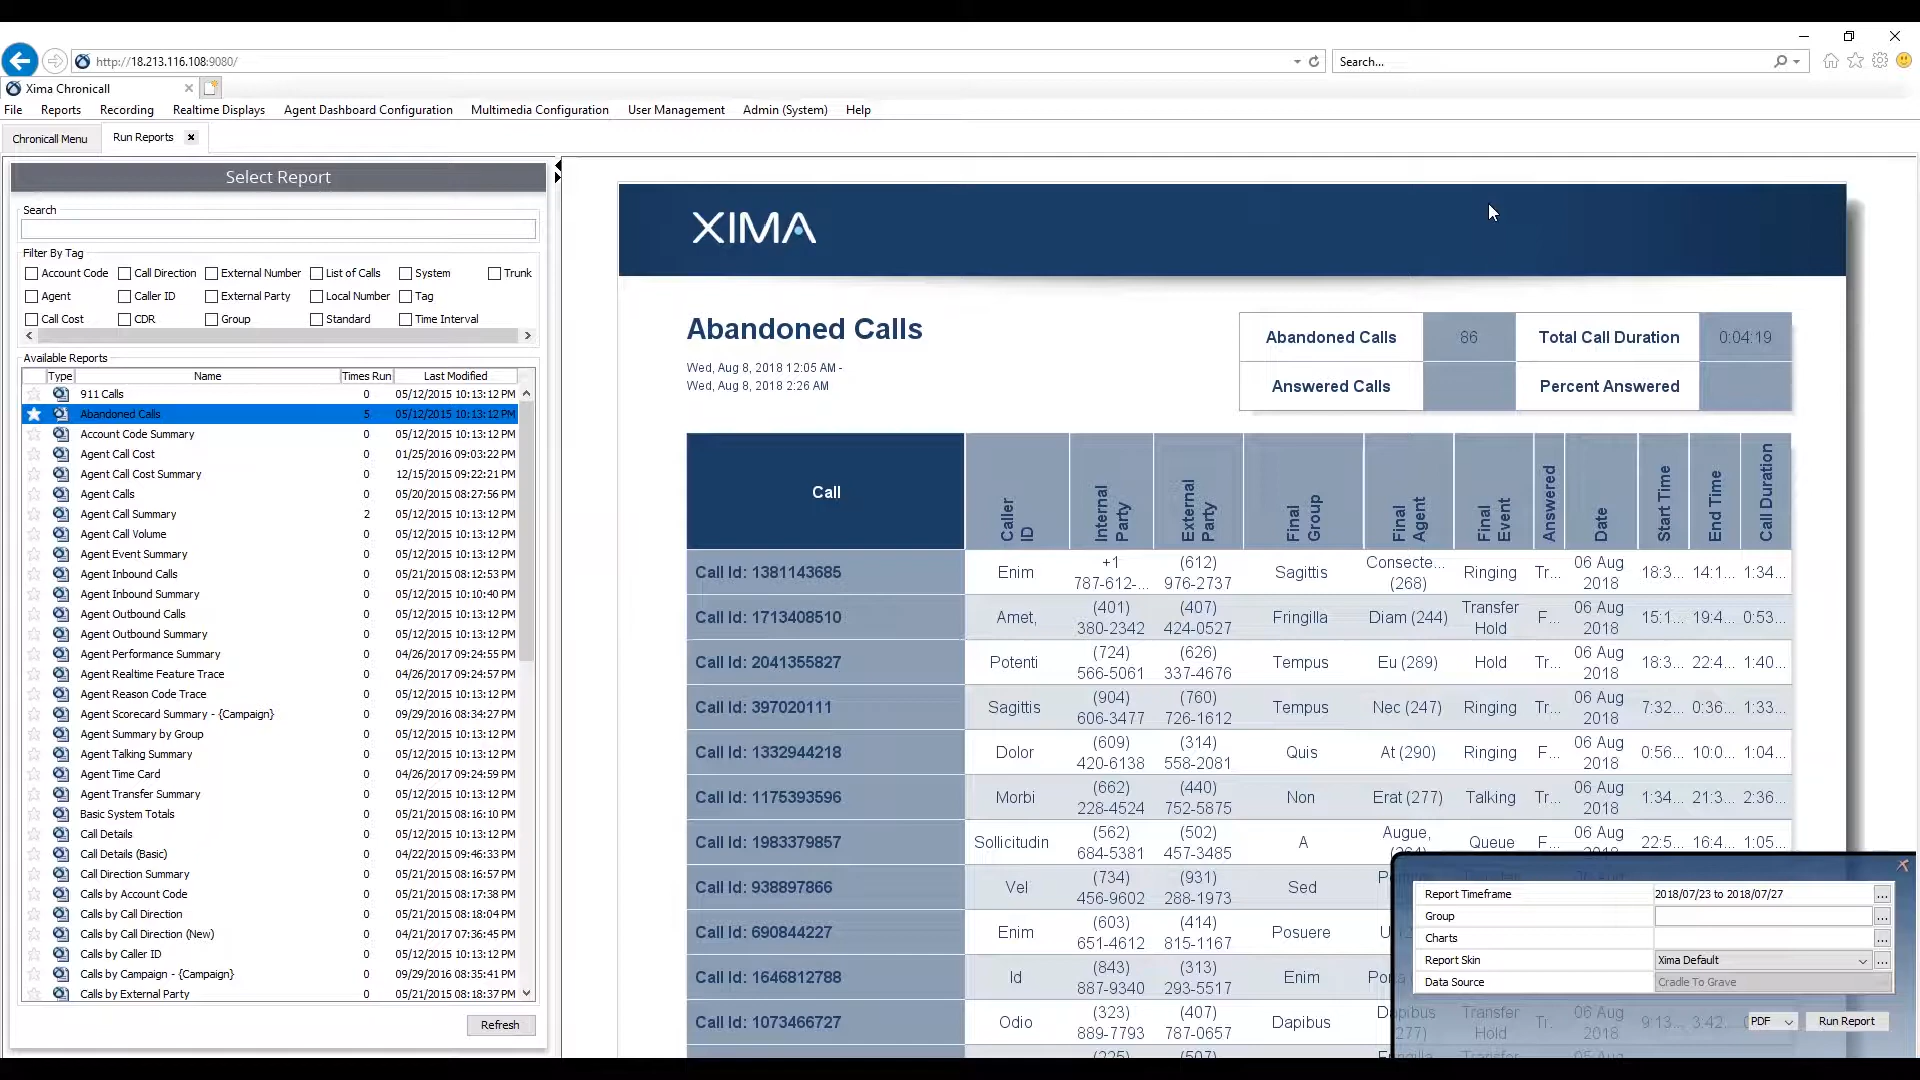 http://18.213.116.108:9080/
Search...
Xima Chronicall
File Reports Recording Realtime Displays Agent Dashboard Configuration Multimedia Configuration User Management Admin (System) Help
Chronicall Menu Run Reports
Select Report
Search
Filter By Tag
Account Code Call Direction External Number List of Calls System Trunk
Agent Caller ID External Party Local Number Tag
Call Cost CDR Group Standard Time Interval
Available Reports
Type Name Times Run Last Modified
911 Calls 0 05/12/2015 10:13:12 PM
Abandoned Calls 5 05/12/2015 10:13:12 PM
Account Code Summary 0 05/12/2015 10:13:12 PM
Agent Call Cost 0 01/25/2016 09:03:22 PM
Agent Call Cost Summary 0 12/15/2015 09:22:21 PM
Agent Calls 0 05/20/2015 08:27:56 PM
Agent Call Summary 2 05/12/2015 10:13:12 PM
Agent Call Volume 0 05/12/2015 10:13:12 PM
Agent Event Summary 0 05/12/2015 10:13:12 PM
Agent Inbound Calls 0 05/21/2015 08:12:53 PM
Agent Inbound Summary 0 05/12/2015 10:10:40 PM
Agent Outbound Calls 0 05/12/2015 10:13:12 PM
Agent Outbound Summary 0 05/12/2015 10:13:12 PM
Agent Performance Summary 0 04/26/2017 09:24:55 PM
Agent Realtime Feature Trace 0 04/26/2017 09:24:57 PM
Agent Reason Code Trace 0 05/12/2015 10:13:12 PM
Agent Scorecard Summary - {Campaign} 0 09/29/2016 08:34:27 PM
Agent Summary by Group 0 05/12/2015 10:13:12 PM
Agent Talking Summary 0 05/12/2015 10:13:12 PM
Agent Time Card 0 04/26/2017 09:24:59 PM
Agent Transfer Summary 0 05/12/2015 10:13:12 PM
Basic System Totals 0 05/21/2015 08:16:10 PM
Call Details 0 05/12/2015 10:13:12 PM
Call Details (Basic) 0 04/22/2015 09:46:33 PM
Call Direction Summary 0 05/21/2015 08:16:57 PM
Calls by Account Code 0 05/21/2015 08:17:38 PM
Calls by Call Direction 0 05/21/2015 08:18:04 PM
Calls by Call Direction (New) 0 04/21/2017 07:36:45 PM
Calls by Caller ID 0 05/12/2015 10:13:12 PM
Calls by Campaign - {Campaign} 0 09/29/2016 08:35:41 PM
Calls by External Party 0 05/21/2015 08:18:37 PM
Refresh
XIMA
Abandoned Calls
Wed, Aug 8, 2018 12:05 AM -
Wed, Aug 8, 2018 2:26 AM
Abandoned Calls 86 Total Call Duration 0:04:19
Answered Calls Percent Answered
Call Caller ID Internal Party External Party Final Group Final Agent Final Event Answered Date Start Time End Time Call Duration
Call Id: 1381143685 Enim +1 787-612-... (612) 976-2737 Sagittis Consecte... (268) Ringing Tr... 06 Aug 2018 18:3... 14:1... 1:34...
Call Id: 1713408510 Amet, (401) 380-2342 (407) 424-0527 Fringilla Diam (244) Transfer Hold F... 06 Aug 2018 15:1... 19:4... 0:53...
Call Id: 2041355827 Potenti (724) 566-5061 (626) 337-4676 Tempus Eu (289) Hold Tr... 06 Aug 2018 18:3... 22:4... 1:40...
Call Id: 397020111 Sagittis (904) 606-3477 (760) 726-1612 Tempus Nec (247) Ringing Tr... 06 Aug 2018 7:32... 0:36... 1:33...
Call Id: 1332944218 Dolor (609) 420-6138 (314) 558-2081 Quis At (290) Ringing F... 06 Aug 2018 0:56... 10:0... 1:04...
Call Id: 1175393596 Morbi (662) 228-4524 (440) 752-5875 Non Erat (277) Talking Tr... 06 Aug 2018 1:34... 21:3... 2:36...
Call Id: 1983379857 Sollicitudin (562) 684-5381 (502) 457-3485 A Augue, Queue F... 06 Aug 2018 22:5... 16:4... 1:05...
Call Id: 938897866 Vel (734) 456-9602 (931) 288-1973 Sed
Call Id: 690844227 Enim (603) 651-4612 (414) 815-1167 Posuere
Call Id: 1646812788 Id (843) 887-9340 (313) 293-5517 Enim
Call Id: 1073466727 Odio (323) 889-7793 (407) 787-0657 Dapibus Dapibus (277) Transfer Hold Tr. 06 Aug 2018 9:13... 3:42...
Report Timeframe 2018/07/23 to 2018/07/27 ...
Group ...
Charts ...
Report Skin Xima Default ...
Data Source Cradle To Grave
PDF Run Report